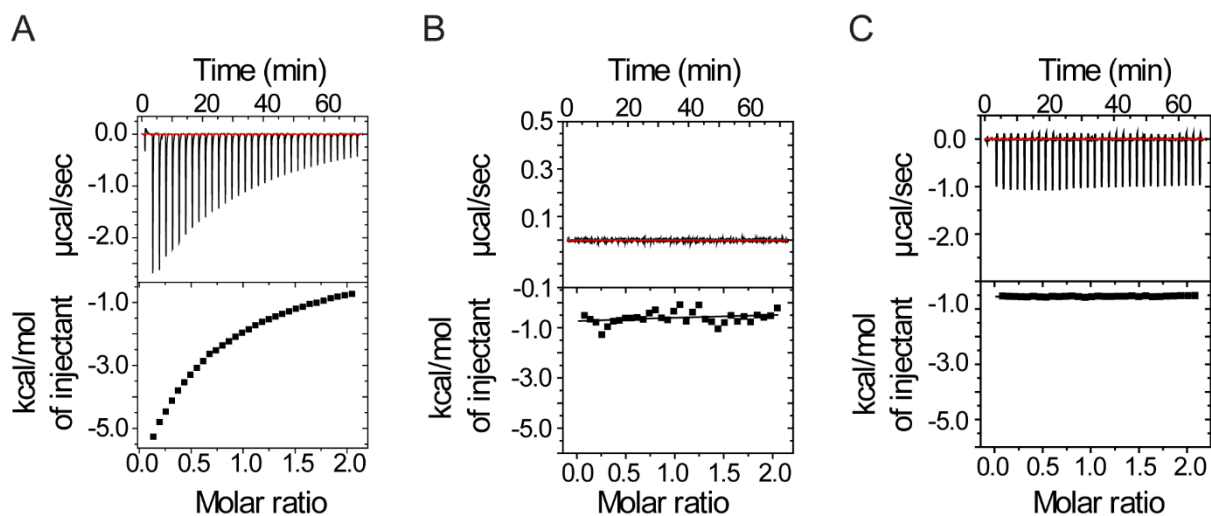 A
Time (min)
0 20 40 60
0.0
-1.0
-2.0
µcal/sec
-1.0
-3.0
-5.0
kcal/mol
of injectant
0.0 0.5 1.0 1.5 2.0
Molar ratio
B
Time (min)
0 20 40 60
0.5
0.4
0.3
0.2
0.1
-0.1
µcal/sec
-1.0
-3.0
-5.0
kcal/mol
of injectant
0.0 0.5 1.0 1.5 2.0
Molar ratio
C
Time (min)
0 20 40 60
0.0
-1.0
-2.0
µcal/sec
-1.0
-3.0
-5.0
kcal/mol
of injectant
0.0 0.5 1.0 1.5 2.0
Molar ratio